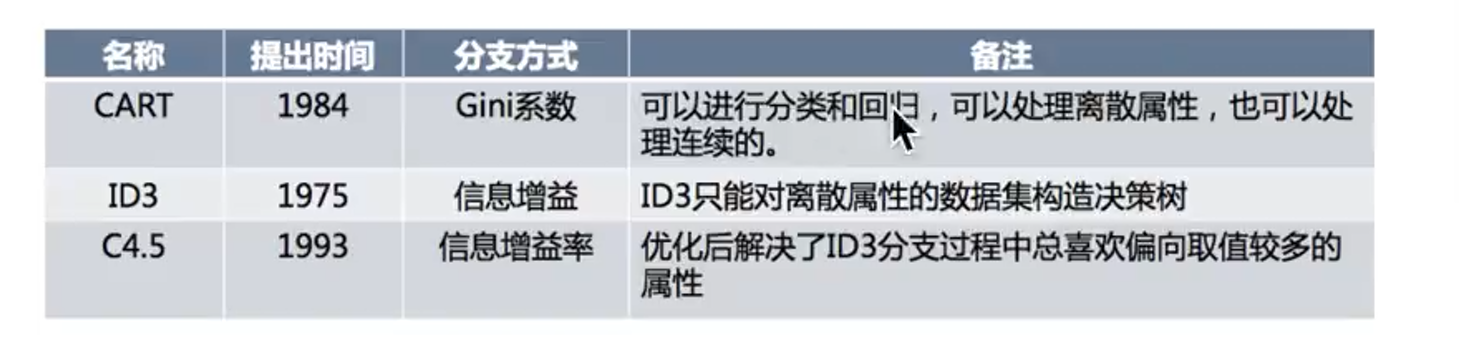 名称 提出时间 分支方式 备注
CART 1984 Gini系数 可以进行分类和回归，可以处理离散属性，也可以处
理连续的。
ID3 1975 信息增益 ID3只能对离散属性的数据集构造决策树
C4.5 1993 信息增益率 优化后解决了ID3分支过程中总喜欢偏向取值较多的
属性